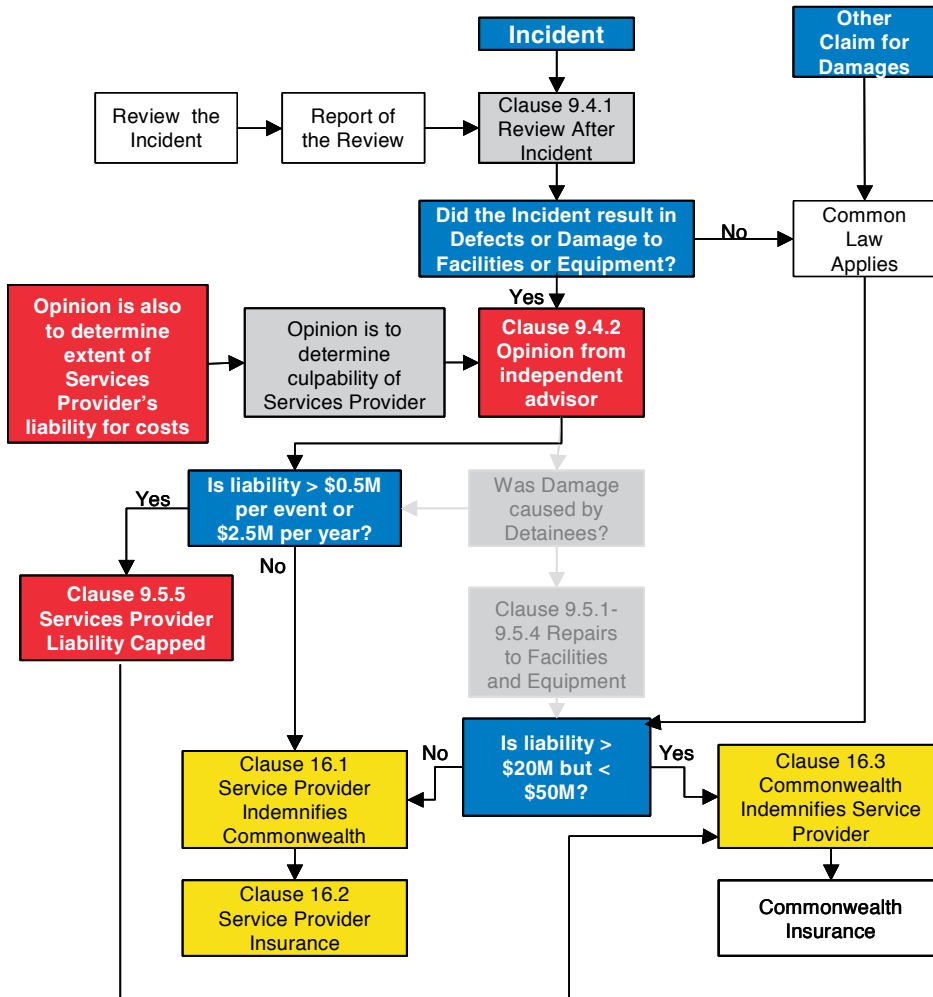 Incident
Other
Claim for
Damages
Review the
Incident
Report of
the Review
Clause 9.4.1
Review After
Incident
Did the Incident result in
Defects or Damage to
Facilities or Equipment?
No
Common
Law
Applies
Yes
Opinion is also
to determine
extent of
Services
Provider's
liability for costs
Opinion is to
determine
culpability of
Services Provider
Clause 9.4.2
Opinion from
independent
advisor
Yes
Is liability > $0.5M
per event or
$2.5M per year?
Was Damage
caused by
Detainees?
No
Clause 9.5.5
Services Provider
Liability Capped
Clause 9.5.1-
9.5.4 Repairs
to Facilities
and Equipment
Clause 16.1
Service Provider
Indemnifies
Commonwealth
No
Is liability >
$20M but <
$50M?
Yes
Clause 16.3
Commonwealth
Indemnifies Service
Provider
Clause 16.2
Service Provider
Insurance
Commonwealth
Insurance